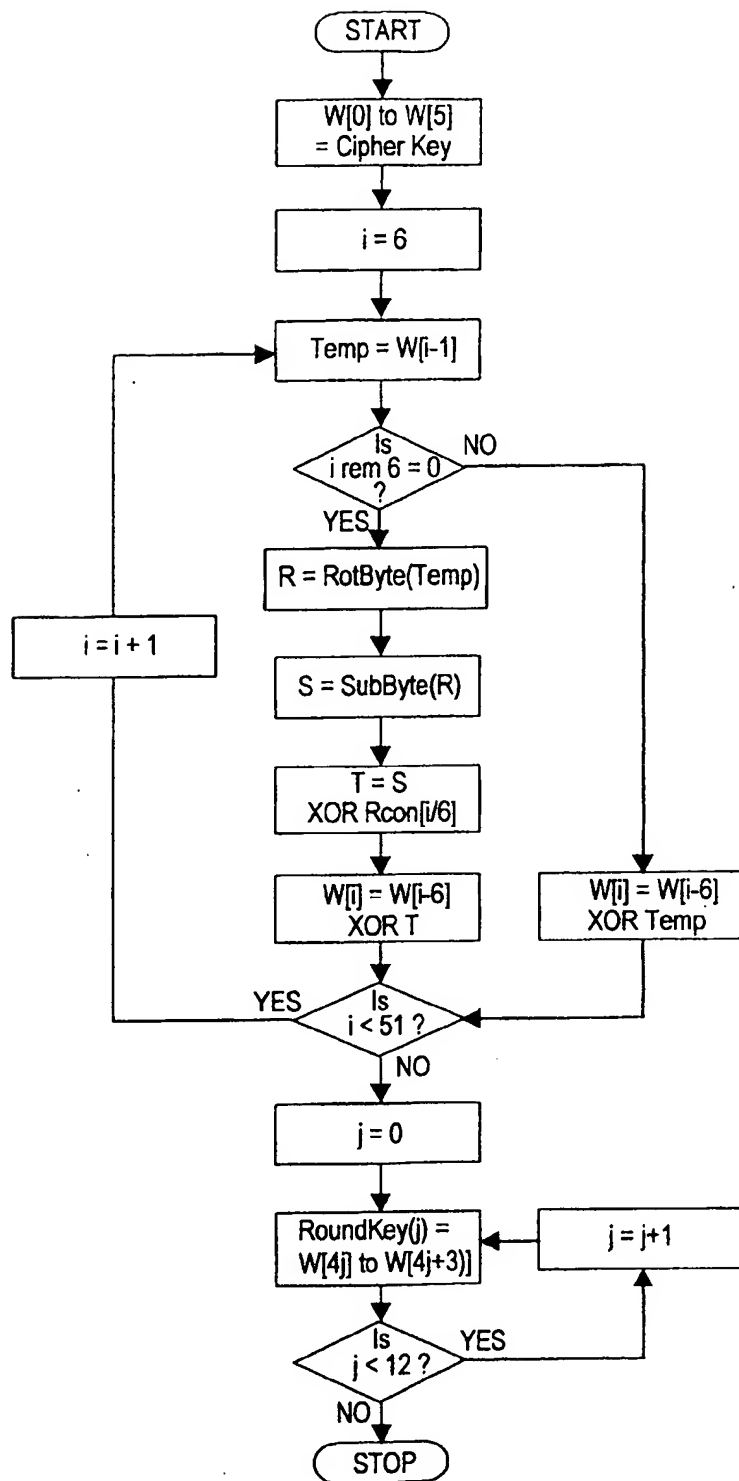 START
W[0] to W[5]
= Cipher Key
i = 6
Temp = W[i-1]
Is
i rem 6 = 0
?
NO
YES
R = RotByte(Temp)
i = i + 1
S = SubByte(R)
T = S
XOR Rcon[i/6]
W[i] = W[i-6]
XOR T
W[i] = W[i-6]
XOR Temp
YES
Is
i < 51 ?
NO
j = 0
RoundKey(j) =
W[4j] to W[4j+3)]
j = j+1
Is
j < 12 ?
YES
NO
STOP